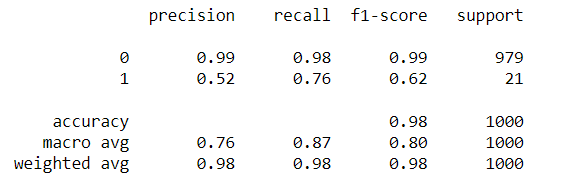 precision recall f1-score support
0 0.99 0.98 0.99 979
1 0.52 0.76 0.62 21
accuracy 0.98 1000
macro avg 0.76 0.87 0.80 1000
weighted avg 0.98 0.98 0.98 1000